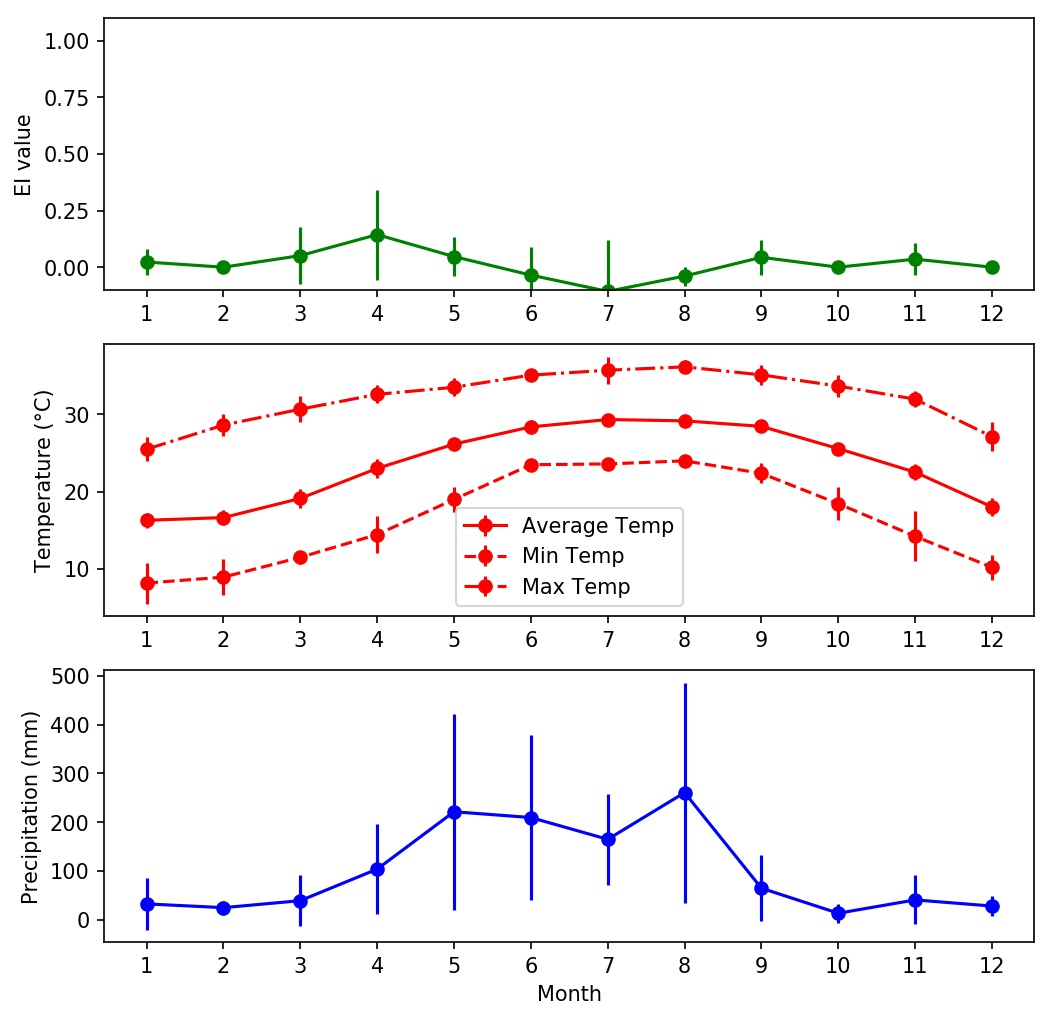 EI value
1.00
0.75
0.50
0.25
0.00
1 2 3 4 5 6 7 8 9 10 11 12
Temperature (°C)
30
20
10
Average Temp
Min Temp
Max Temp
1 2 3 4 5 6 7 8 9 10 11 12
Precipitation (mm)
500
400
300
200
100
0
1 2 3 4 5 6 7 8 9 10 11 12
Month